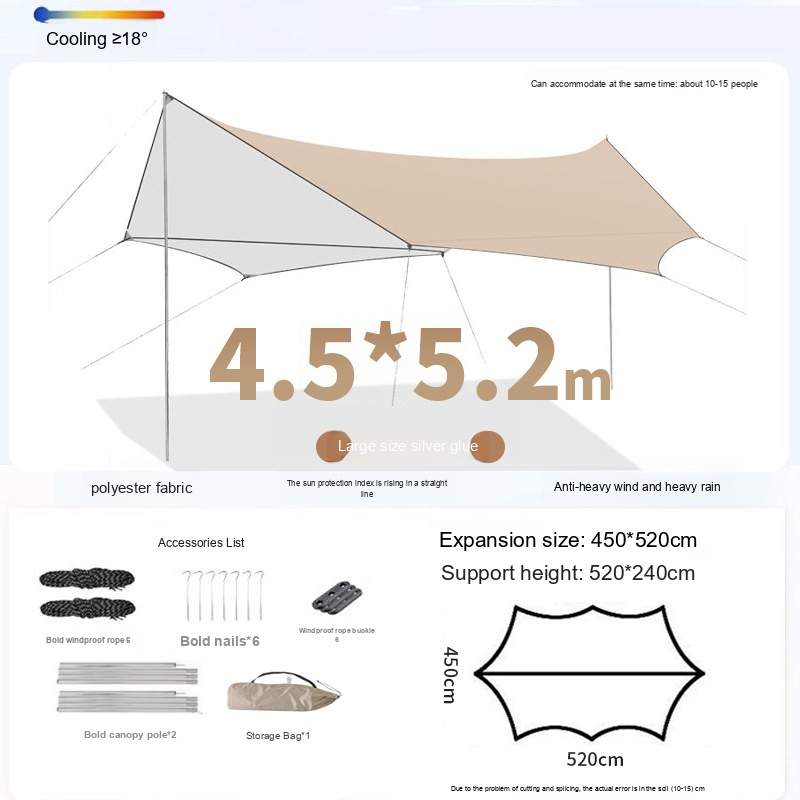 Cooling ≥18°
Can accommodate at the same time: about 10-15 people
4.5*5.2m
Large size silver glue
polyester fabric
The sun protection index is rising in a straight
line
Anti-heavy wind and heavy rain
Accessories List
Expansion size: 450*520cm
Support height: 520*240cm
Bold windproof rope 6
Bold nails*6
Windproof rope buckle
6
450cm
Bold canopy pole*2
Storage Bag*1
520cm
Due to the problem of cutting and splicing, the actual error is in the sdl (10-15) cm